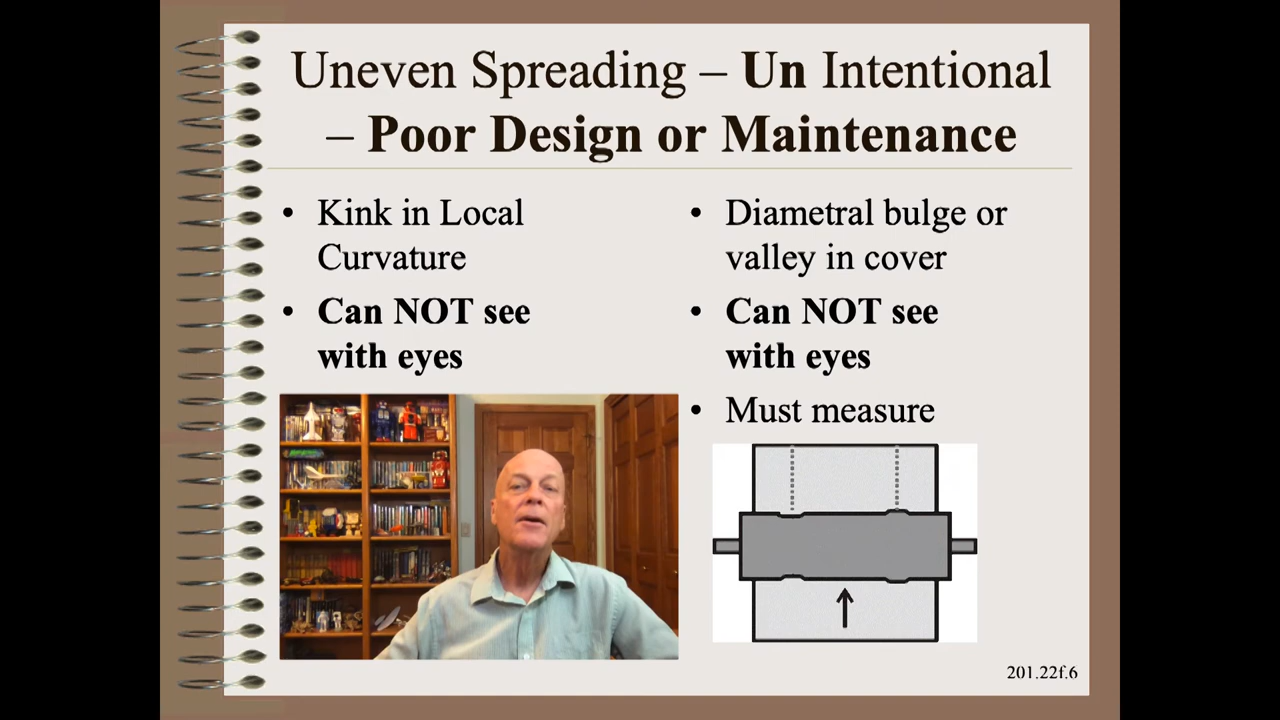 Uneven Spreading – Un Intentional
– Poor Design or Maintenance
• Kink in Local
Curvature
• Can NOT see
with eyes
• Diametral bulge or
valley in cover
• Can NOT see
with eyes
• Must measure
201.22f.6